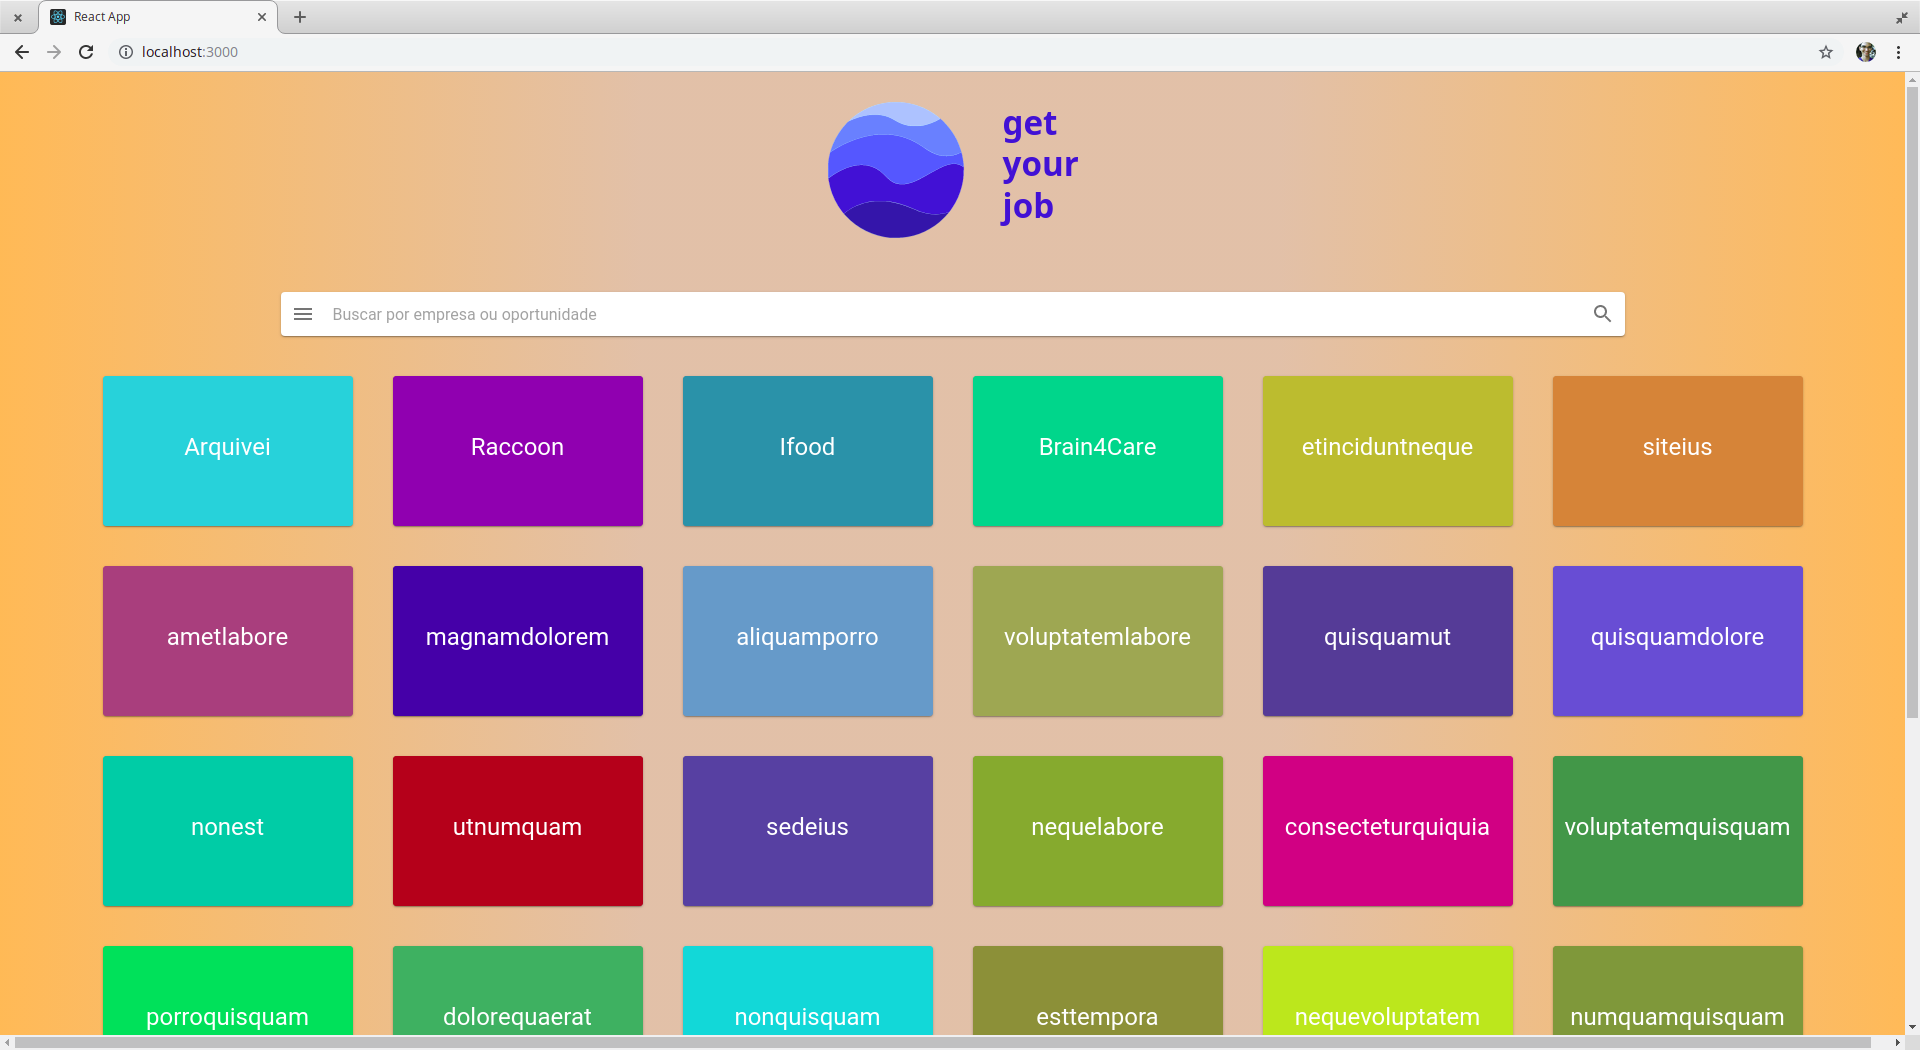 React App
localhost:3000
get
your
job
Buscar por empresa ou oportunidade
Arquivei
Raccoon
Ifood
Brain4Care
etinciduntneque
siteius
ametlabore
magnamdolorem
aliquamporro
voluptatemlabore
quisquamut
quisquamdolore
nonest
utnumquam
sedeius
nequelabore
consecteturquiquia
voluptatemquisquam
porroquisquam
dolorequaerat
nonquisquam
esttempora
nequevoluptatem
numquamquisquam